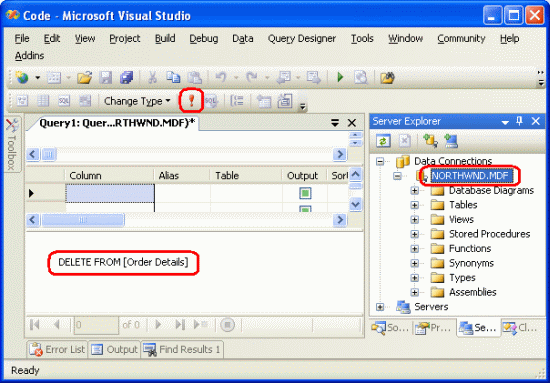 Code - Microsoft Visual Studio
File Edit View Project Build Debug Data Query Designer Tools Window Community Help
Addins
Change Type
SQL
Query1: Quer...RTHWND.MDF)*
Column Alias Table Output Sort
DELETE FROM [Order Details]
0 of 0
Toolbox
Server Explorer
Data Connections
NORTHWND.MDF
Database Diagrams
Tables
Views
Stored Procedures
Functions
Synonyms
Types
Assemblies
Servers
So... Pr... Se... Cl...
Error List Output Find Results 1
Ready